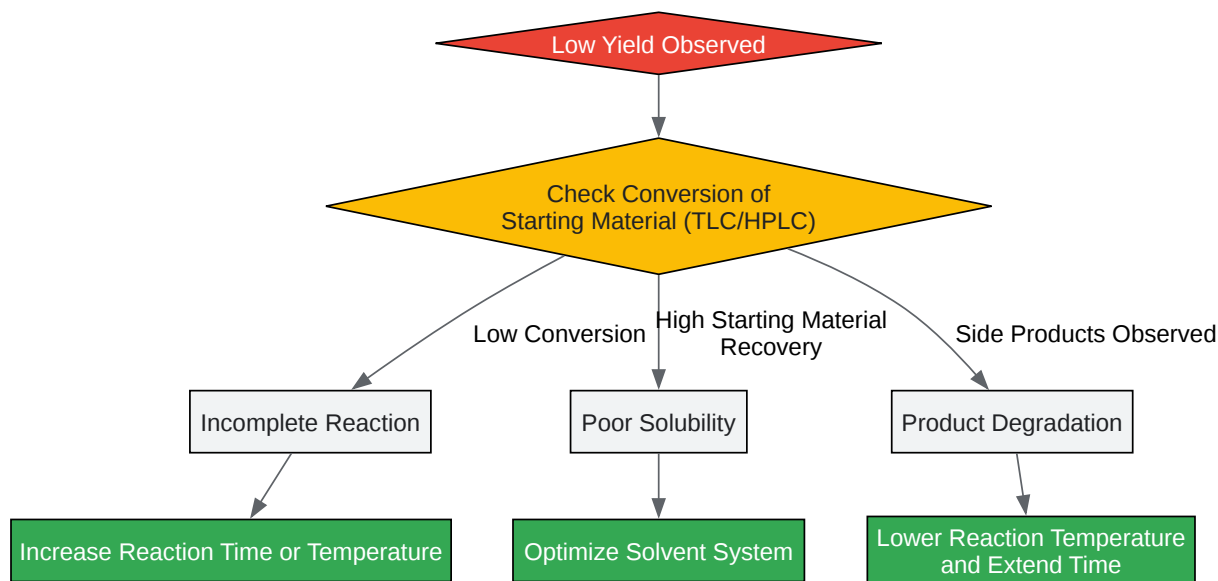 Low Yield Observed
Check Conversion of
Starting Material (TLC/HPLC)
Low Conversion
High Starting Material
Recovery
Side Products Observed
Incomplete Reaction
Poor Solubility
Product Degradation
Increase Reaction Time or Temperature
Optimize Solvent System
Lower Reaction Temperature
and Extend Time